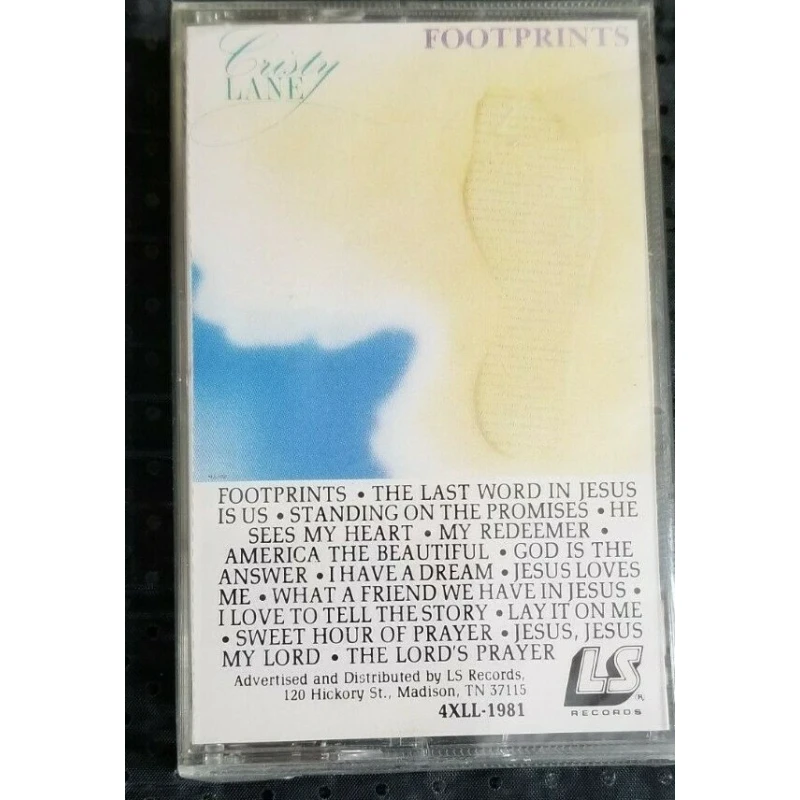 Cristy
LANE
FOOTPRINTS
FOOTPRINTS • THE LAST WORD IN JESUS
IS US • STANDING ON THE PROMISES • HE
SEES MY HEART • MY REDEEMER •
AMERICA THE BEAUTIFUL • GOD IS THE
ANSWER • I HAVE A DREAM • JESUS LOVES
ME • WHAT A FRIEND WE HAVE IN JESUS •
I LOVE TO TELL THE STORY • LAY IT ON ME
• SWEET HOUR OF PRAYER • JESUS, JESUS
MY LORD • THE LORD'S PRAYER
Advertised and Distributed by LS Records,
120 Hickory St., Madison, TN 37115
4XLL-1981
LS
®
RECORDS